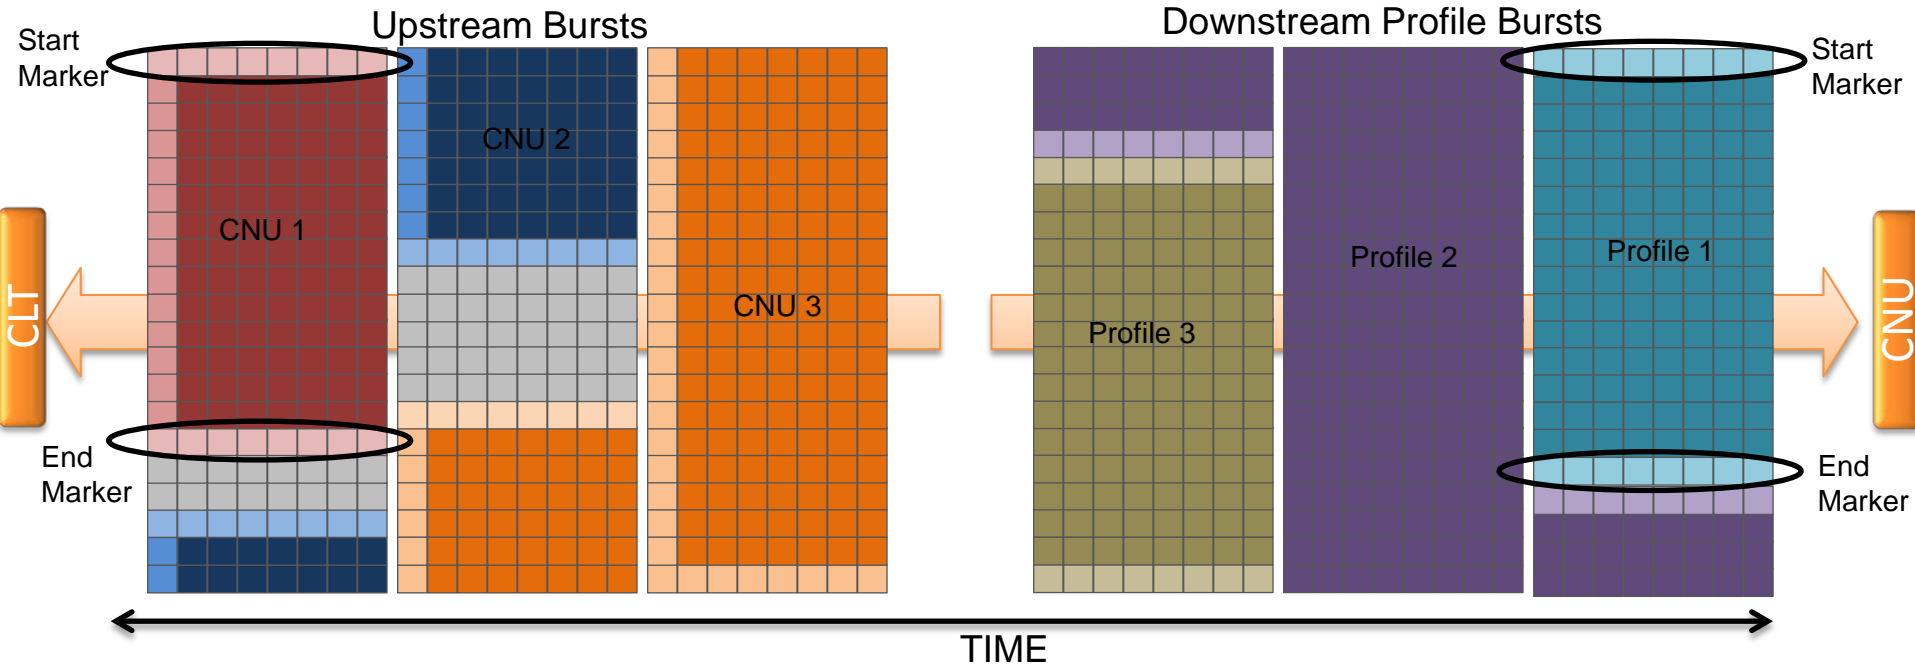 Upstream Bursts
Downstream Profile Bursts
Start
Marker
Start
Marker
CNU 2
CNU 1
CNU 3
Profile 3
Profile 2
Profile 1
CLT
CNU
End
Marker
End
Marker
TIME